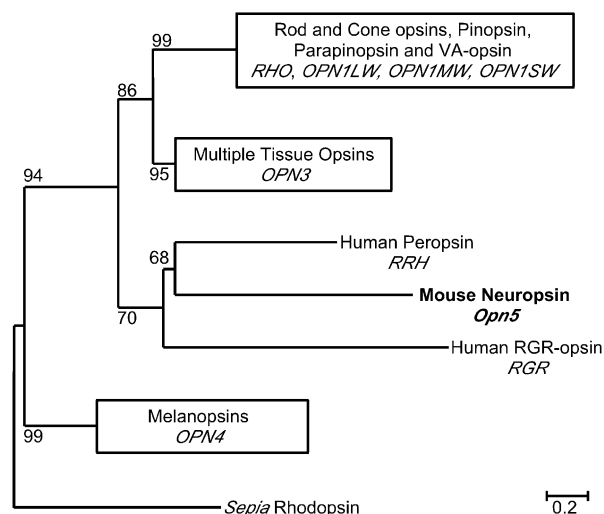 99
Rod and Cone opsins, Pinopsin,
Parapinopsin and VA-opsin
RHO, OPN1LW, OPN1MW, OPN1SW
86
95
Multiple Tissue Opsins
OPN3
94
68
Human Peropsin
RRH
Mouse Neuropsin
Opn5
70
Human RGR-opsin
RGR
Melanopsins
OPN4
99
Sepia Rhodopsin
0.2